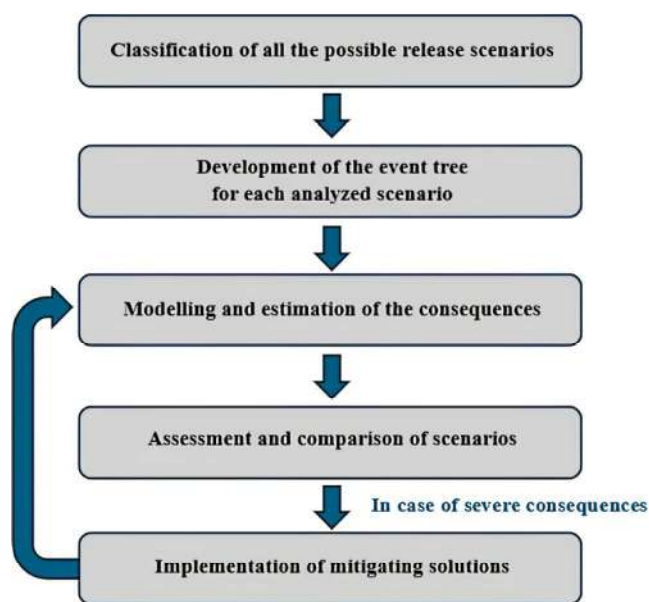 Classification of all the possible release scenarios
Development of the event tree
for each analyzed scenario
Modelling and estimation of the consequences
Assessment and comparison of scenarios
In case of severe consequences
Implementation of mitigating solutions